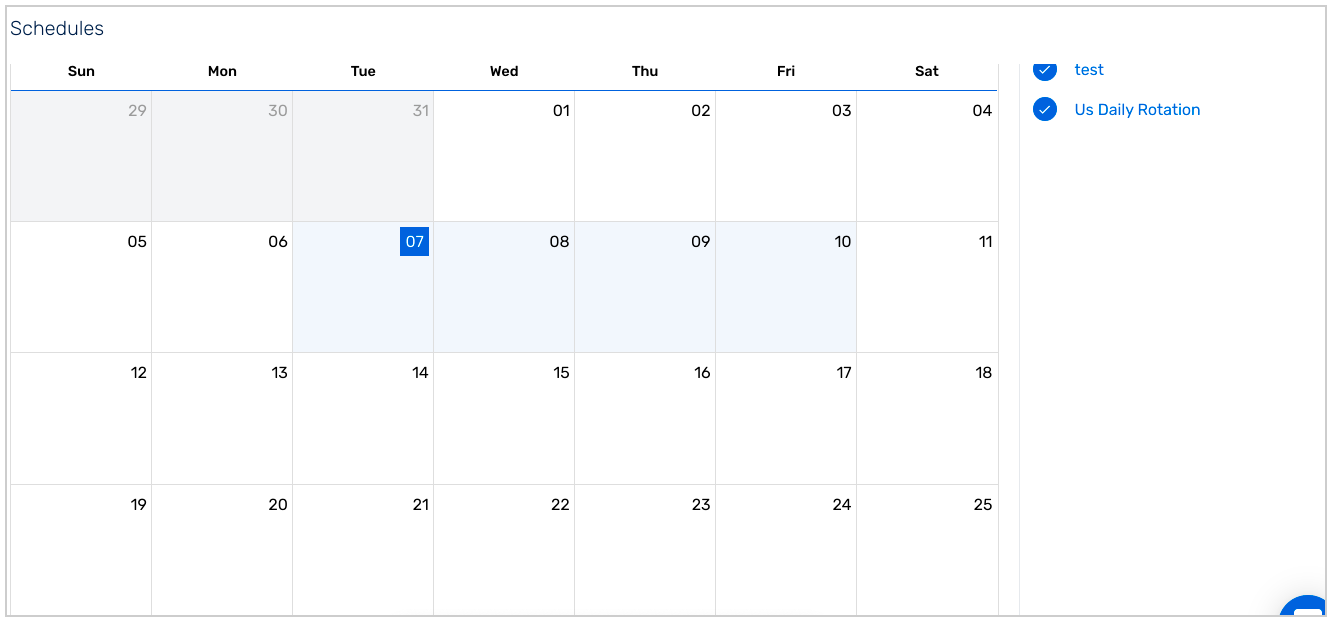 Schedules
Sun Mon Tue Wed Thu Fri Sat
test
29 30 31 01 02 03 04
Us Daily Rotation
05 06 07 08 09 10 11
12 13 14 15 16 17 18
19 20 21 22 23 24 25